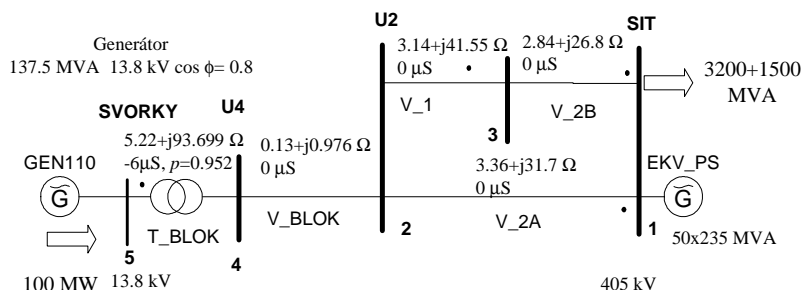 U2
SIT
Generátor
137.5 MVA 13.8 kV cos ϕ= 0.8
3.14+j41.55 Ω
0 μS
2.84+j26.8 Ω
0 μS
3200+1500
MVA
SVORKY
U4
V_1
V_2B
3
5.22+j93.699 Ω
-6μS, p=0.952
0.13+j0.976 Ω
0 μS
3.36+j31.7 Ω
0 μS
GEN110
EKV_PS
G
G
T_BLOK
V_BLOK
V_2A
2
1
5
4
50x235 MVA
100 MW
13.8 kV
405 kV